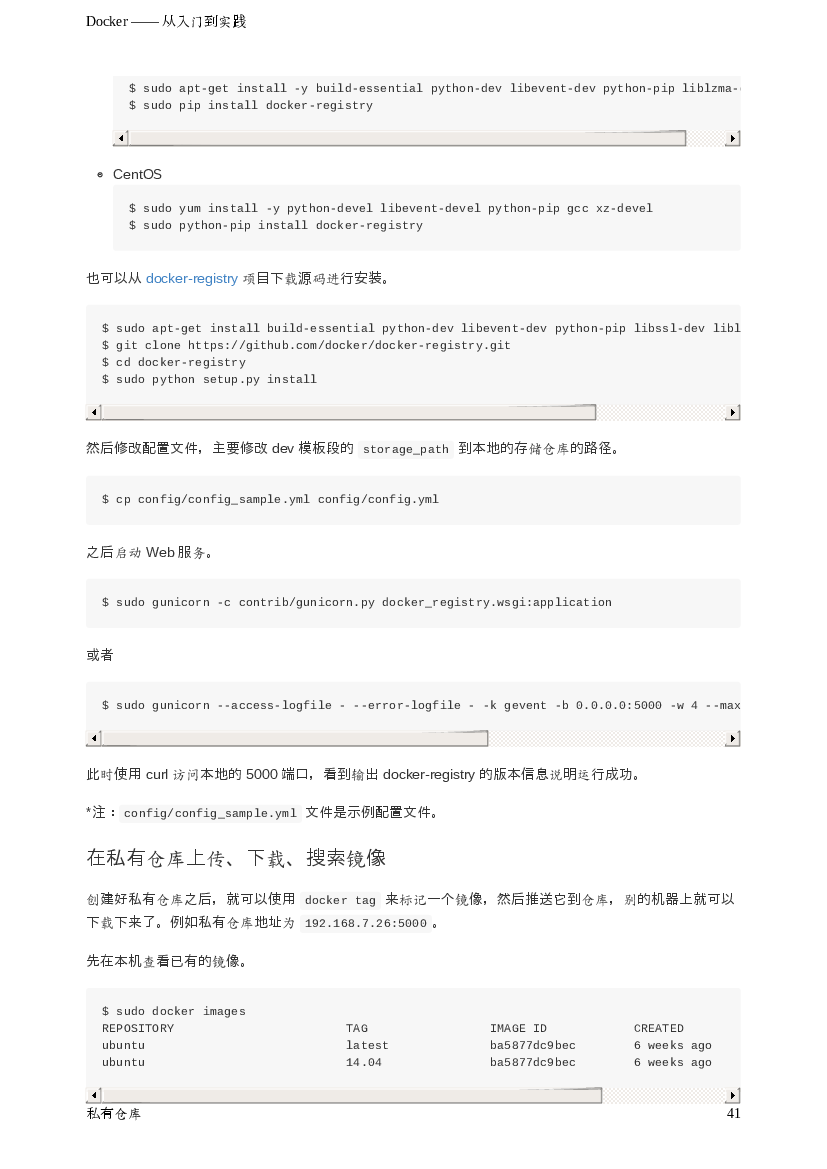 Docker —— 从入门到实践
$ sudo apt-get install -y build-essential python-dev libevent-dev python-pip liblzma-
$ sudo pip install docker-registry
CentOS
$ sudo yum install -y python-devel libevent-devel python-pip gcc xz-devel
$ sudo python-pip install docker-registry
也可以从 docker-registry 项目下载源码进行安装。
$ sudo apt-get install build-essential python-dev libevent-dev python-pip libssl-dev libl
$ git clone https://github.com/docker/docker-registry.git
$ cd docker-registry
$ sudo python setup.py install
然后修改配置文件，主要修改 dev 模板段的 storage_path 到本地的存储仓库的路径。
$ cp config/config_sample.yml config/config.yml
之后启动 Web 服务。
$ sudo gunicorn -c contrib/gunicorn.py docker_registry.wsgi:application
或者
$ sudo gunicorn --access-logfile - --error-logfile - -k gevent -b 0.0.0.0:5000 -w 4 --max
此时使用 curl 访问本地的 5000 端口，看到输出 docker-registry 的版本信息说明运行成功。
*注：config/config_sample.yml 文件是示例配置文件。
在私有仓库上传、下载、搜索镜像
创建好私有仓库之后，就可以使用 docker tag 来标记一个镜像，然后推送它到仓库，别的机器上就可以
下载下来了。例如私有仓库地址为 192.168.7.26:5000 。
先在本机查看已有的镜像。
$ sudo docker images
REPOSITORY TAG IMAGE ID CREATED
ubuntu latest ba5877dc9bec 6 weeks ago
ubuntu 14.04 ba5877dc9bec 6 weeks ago
私有仓库 41